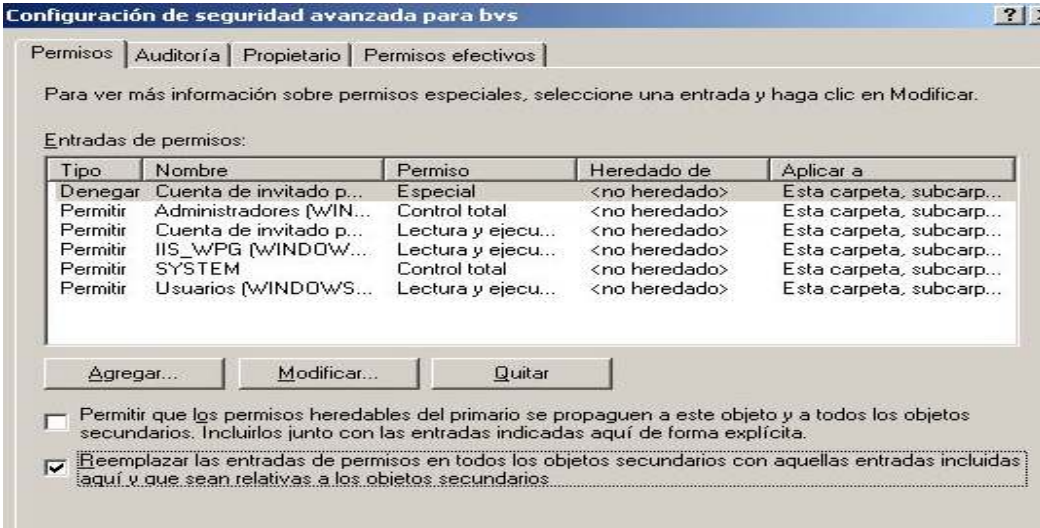 Configuración de seguridad avanzada para bvs
Permisos Auditoría Propietario Permisos efectivos
Para ver más información sobre permisos especiales, seleccione una entrada y haga clic en Modificar.
Entradas de permisos:
Tipo Nombre Permiso Heredado de Aplicar a
Denegar Cuenta de invitado p... Especial <no heredado> Esta carpeta, subcarp...
Permitir Administradores (WIN... Control total <no heredado> Esta carpeta, subcarp...
Permitir Cuenta de invitado p... Lectura y ejecu... <no heredado> Esta carpeta, subcarp...
Permitir IIS_WPG (WINDOW... Lectura y ejecu... <no heredado> Esta carpeta, subcarp...
Permitir SYSTEM Control total <no heredado> Esta carpeta, subcarp...
Permitir Usuarios (WINDOWS... Lectura y ejecu... <no heredado> Esta carpeta, subcarp...
Agregar... Modificar... Quitar
Permitir que los permisos heredables del primario se propaguen a este objeto y a todos los objetos
secundarios. Incluirlos junto con las entradas indicadas aquí de forma explícita.
Reemplazar las entradas de permisos en todos los objetos secundarios con aquellas entradas incluidas
aquí y que sean relativas a los objetos secundarios